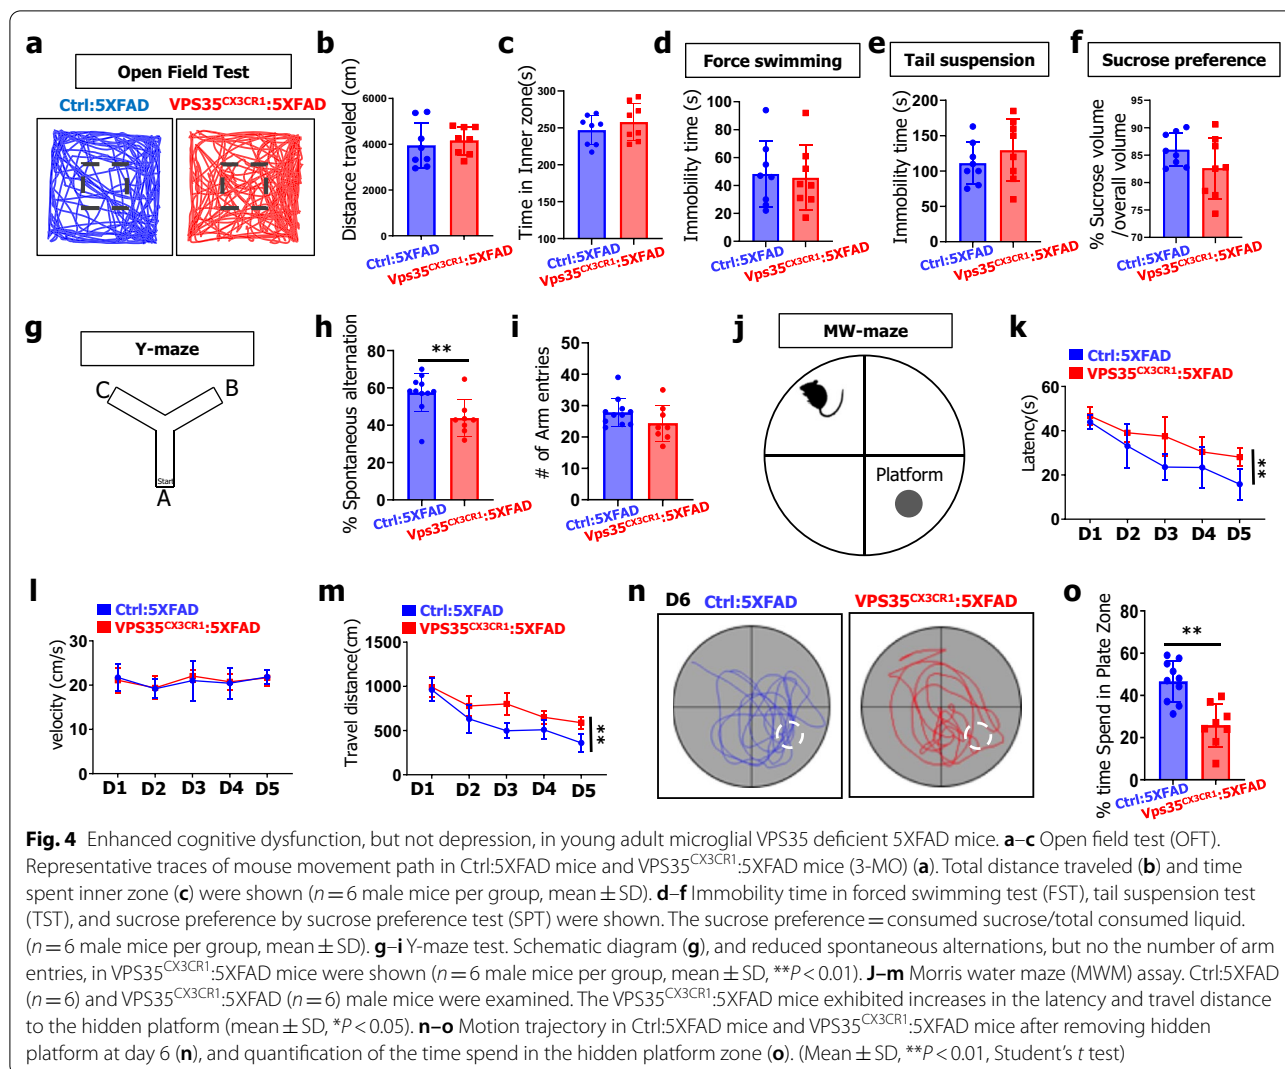 a
Open Field Test
Ctrl:5XFAD
VPS35CX3CR1:5XFAD
b
Distance traveled (cm)
6000
4000
2000
0
Ctrl:5XFAD
Vps35CX3CR1:5XFAD
c
Time in Inner zone(s)
300
250
200
150
100
Ctrl:5XFAD
Vps35CX3CR1:5XFAD
d
Force swimming
Immobility time (s)
100
80
60
40
20
0
Ctrl:5XFAD
Vps35CX3CR1:5XFAD
e
Tail suspension
Immobility time (s)
200
150
100
50
0
Ctrl:5XFAD
Vps35CX3CR1:5XFAD
f
Sucrose preference
% Sucrose volume
/overall volume
95
90
85
80
75
70
Ctrl:5XFAD
Vps35CX3CR1:5XFAD
g
Y-maze
C
B
Start
A
h
% Spontaneous alternation
80
60
40
20
0
**
Ctrl:5XFAD
Vps35CX3CR1:5XFAD
i
# of Arm entries
50
40
30
20
10
0
Ctrl:5XFAD
Vps35CX3CR1:5XFAD
j
MW-maze
Platform
k
Ctrl:5XFAD
VPS35CX3CR1:5XFAD
Latency(s)
60
40
20
0
**
D1 D2 D3 D4 D5
l
Ctrl:5XFAD
VPS35CX3CR1:5XFAD
velocity (cm/s)
30
20
10
0
D1 D2 D3 D4 D5
m
Ctrl:5XFAD
VPS35CX3CR1:5XFAD
Travel distance(cm)
1500
1000
500
0
**
D1 D2 D3 D4 D5
n
D6 Ctrl:5XFAD
VPS35CX3CR1:5XFAD
o
% time Spend in Plate Zone
80
60
40
20
0
**
Ctrl:5XFAD
Vps35CX3CR1:5XFAD
Fig. 4 Enhanced cognitive dysfunction, but not depression, in young adult microglial VPS35 deficient 5XFAD mice. a–c Open field test (OFT).
Representative traces of mouse movement path in Ctrl:5XFAD mice and VPS35CX3CR1:5XFAD mice (3-MO) (a). Total distance traveled (b) and time
spent inner zone (c) were shown (n = 6 male mice per group, mean ± SD). d–f Immobility time in forced swimming test (FST), tail suspension test
(TST), and sucrose preference by sucrose preference test (SPT) were shown. The sucrose preference = consumed sucrose/total consumed liquid.
(n = 6 male mice per group, mean ± SD). g–i Y-maze test. Schematic diagram (g), and reduced spontaneous alternations, but no the number of arm
entries, in VPS35CX3CR1:5XFAD mice were shown (n = 6 male mice per group, mean ± SD, **P < 0.01). J–m Morris water maze (MWM) assay. Ctrl:5XFAD
(n = 6) and VPS35CX3CR1:5XFAD (n = 6) male mice were examined. The VPS35CX3CR1:5XFAD mice exhibited increases in the latency and travel distance
to the hidden platform (mean ± SD, *P < 0.05). n–o Motion trajectory in Ctrl:5XFAD mice and VPS35CX3CR1:5XFAD mice after removing hidden
platform at day 6 (n), and quantification of the time spend in the hidden platform zone (o). (Mean ± SD, **P < 0.01, Student's t test)